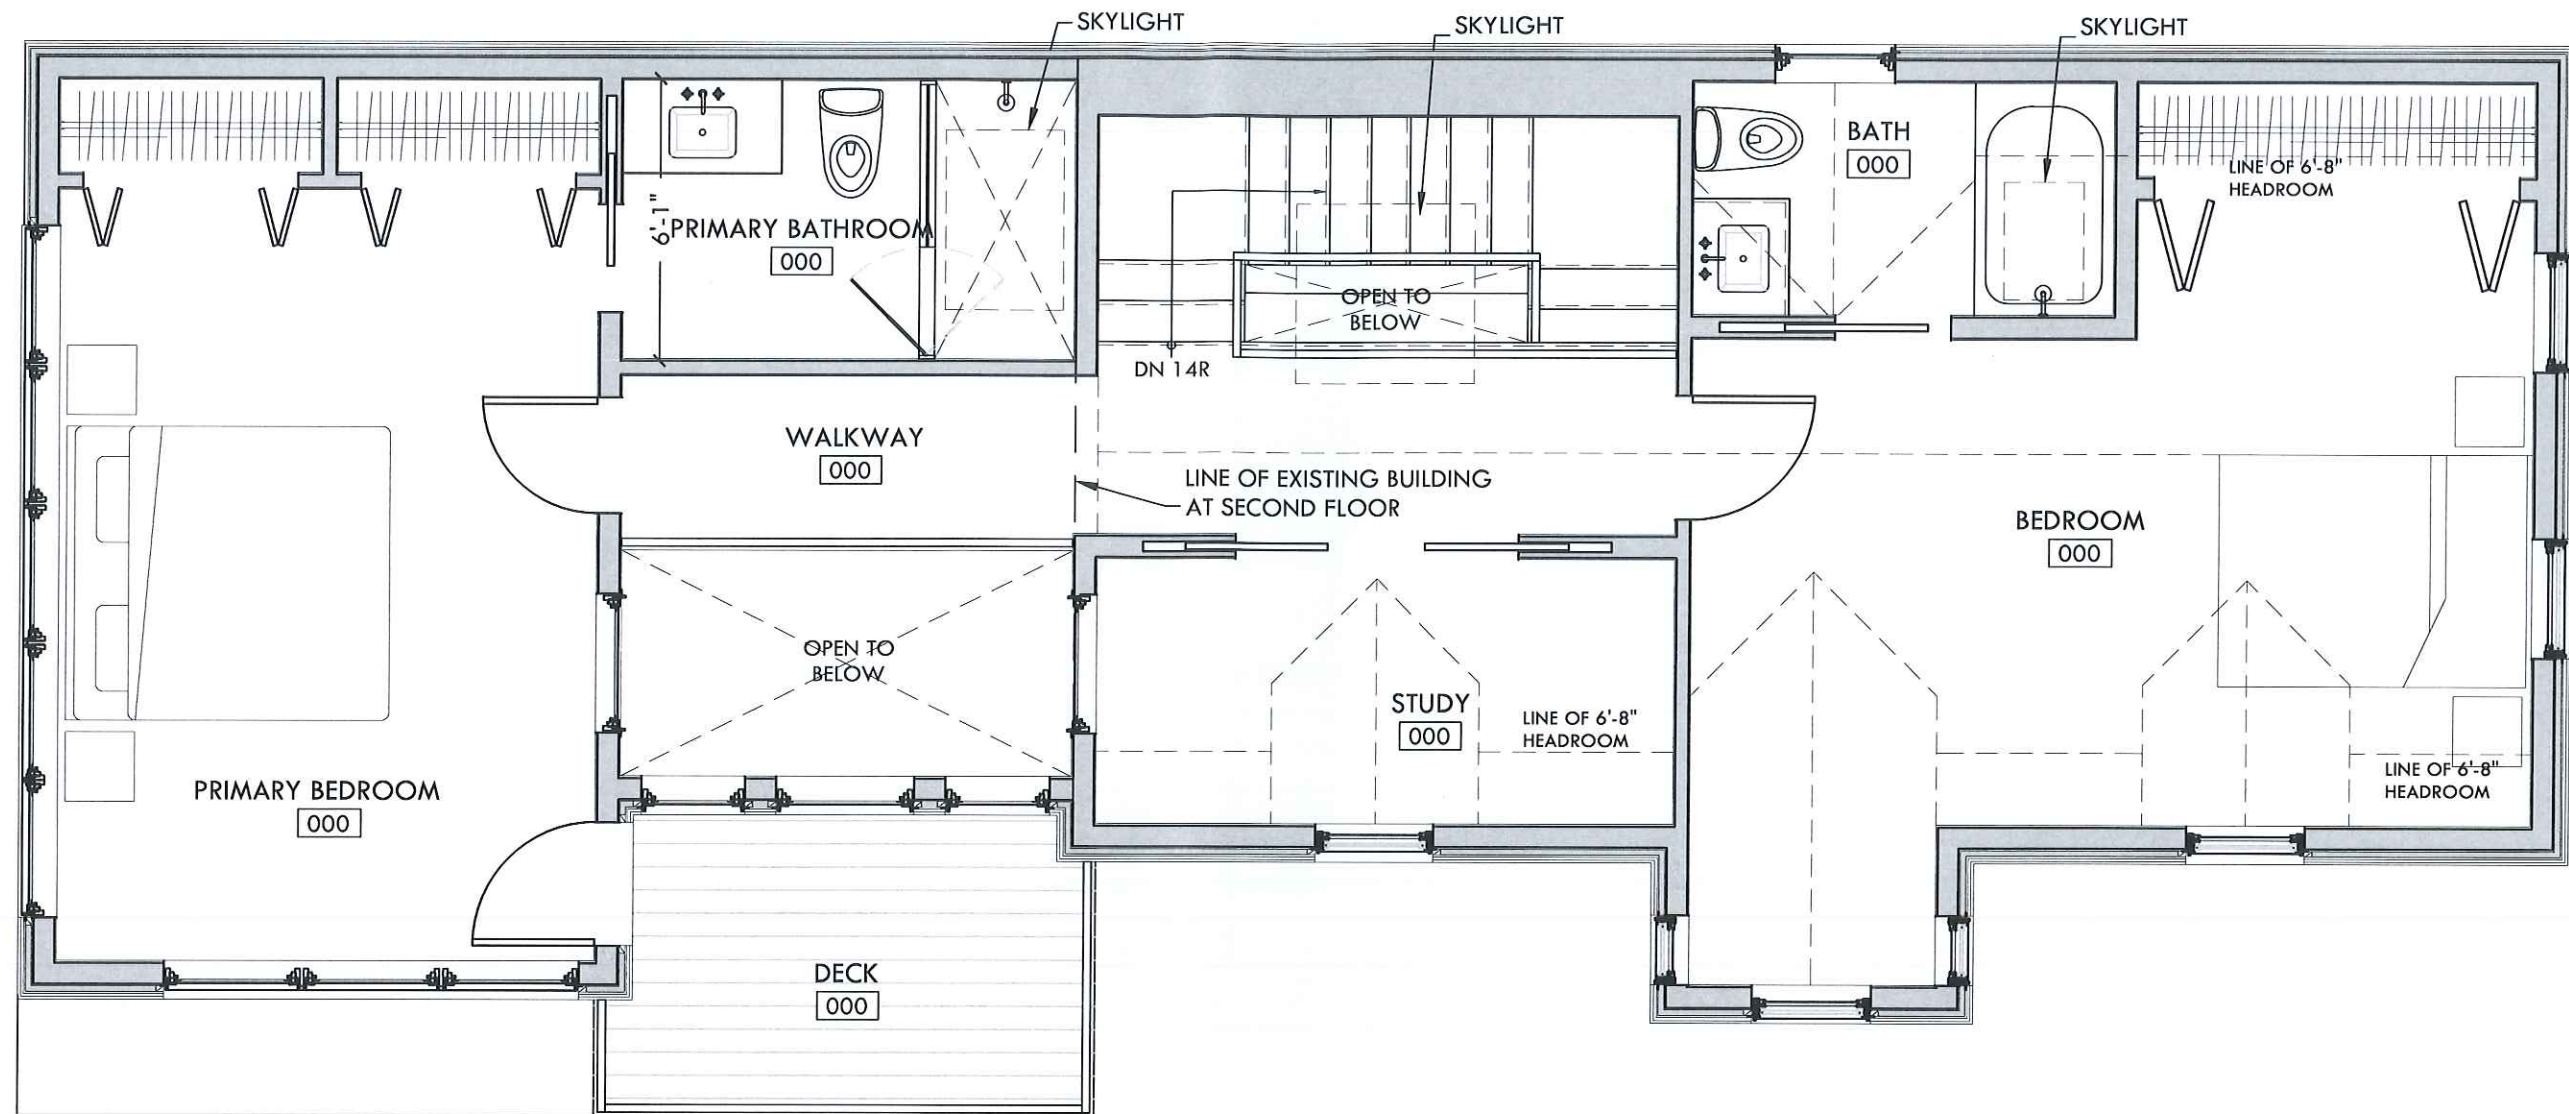 SKYLIGHT
SKYLIGHT
SKYLIGHT
BATH
000
LINE OF 6'-8"
HEADROOM
6'-1"
PRIMARY BATHROOM
000
OPEN TO
BELOW
DN 14R
WALKWAY
000
LINE OF EXISTING BUILDING
AT SECOND FLOOR
BEDROOM
000
OPEN TO
BELOW
STUDY
000
LINE OF 6'-8"
HEADROOM
LINE OF 6'-8"
HEADROOM
PRIMARY BEDROOM
000
DECK
000